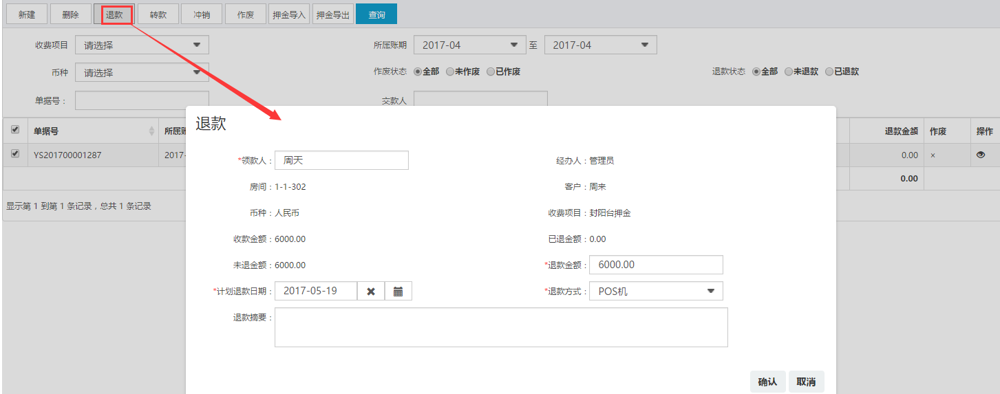 新建 删除 退款 转款 冲销 作废 押金导入 押金导出 查询
收费项目 请选择 所属账期 2017-04 至 2017-04
币种 请选择 作废状态 全部 未作废 已作废 退款状态 全部 未退款 已退款
单据号： 交款人
单据号 所属账 退款金额 作废 操作
YS201700001287 2017- 0.00 ×
0.00
显示第 1 到第 1 条记录，总共 1 条记录
退款
*领款人： 周天 经办人：管理员
房间：1-1-302 客户：周来
币种：人民币 收费项目：封阳台押金
收款金额：6000.00 已退金额：0.00
未退金额：6000.00 *退款金额： 6000.00
*计划退款日期： 2017-05-19 *退款方式： POS机
退款摘要：
确认 取消